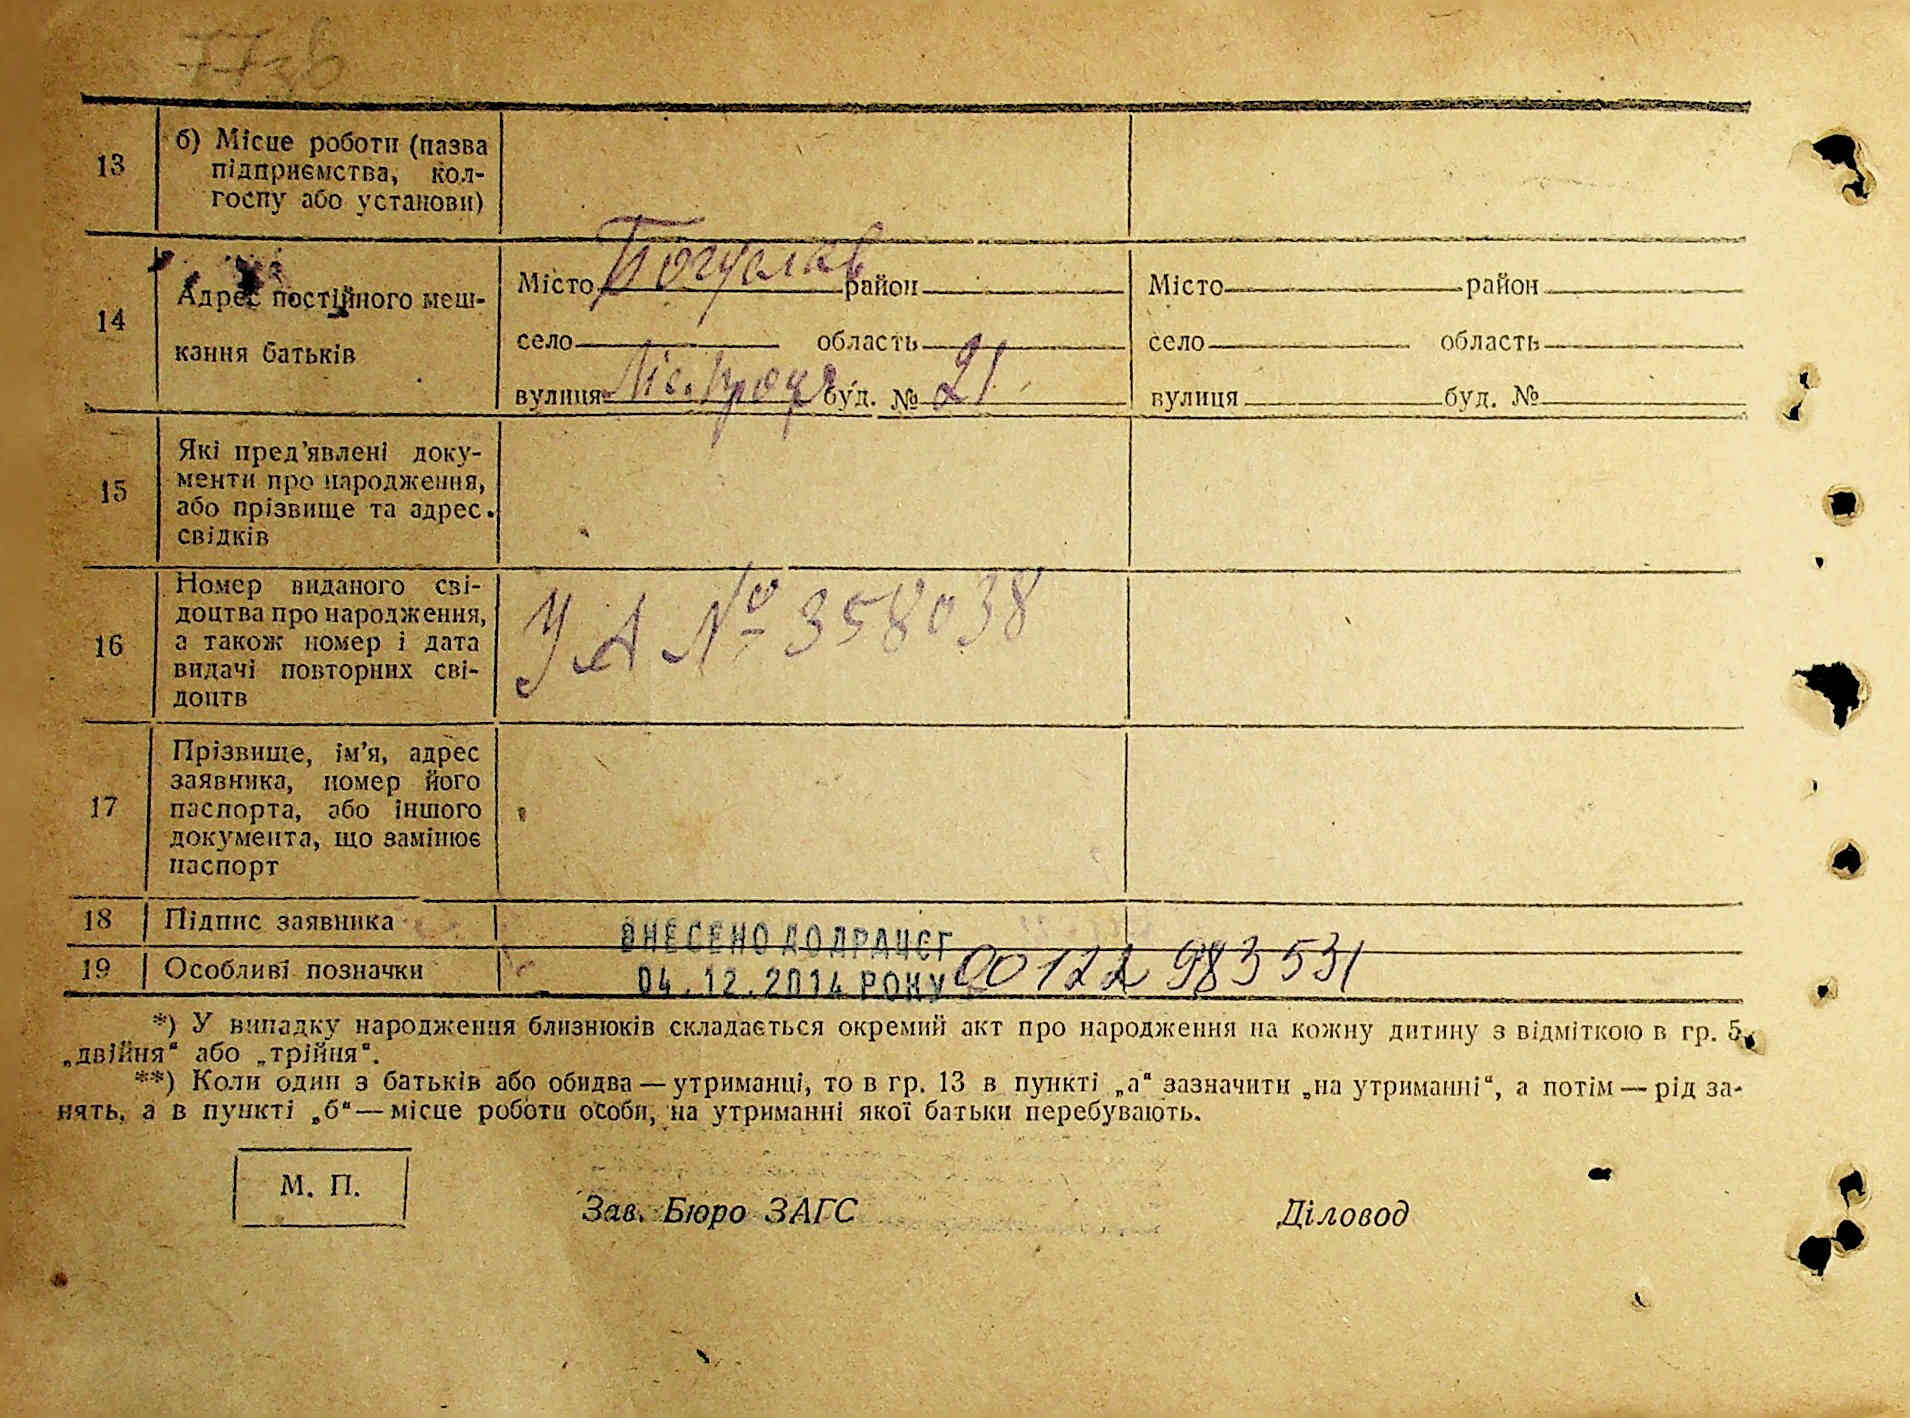 13
б) Місце роботи (назва
підприємства, кол-
госпу або установи)
14
Адрес постійного меш-
кання батьків
Місто Богуслав район
село область
вулиця буд. № 21
Місто район
село область
вулиця буд. №
15
Які пред'явлені доку-
менти про народження,
або прізвище та адрес
свідків
16
Номер виданого сві-
доцтва про народження,
а також номер і дата
видачі повторних сві-
доцтв
УА № 358038
17
Прізвище, ім'я, адрес
заявника, номер його
паспорта, або іншого
документа, що замінює
паспорт
18 Підпис заявника
ВНЕСЕНО ДО ДРАЦСГ
19 Особливі позначки
04.12.2014 РОКУ 00122 983531
*) У випадку народження близнюків складається окремий акт про народження на кожну дитину з відміткою в гр. 5
„двійня“ або „трійня“.
**) Коли один з батьків або обидва — утриманці, то в гр. 13 в пункті „а“ зазначити „на утриманні“, а потім — рід за-
нять, а в пункті „б“ — місце роботи особи, на утриманні якої батьки перебувають.
М. П.
Зав. Бюро ЗАГС
Діловод